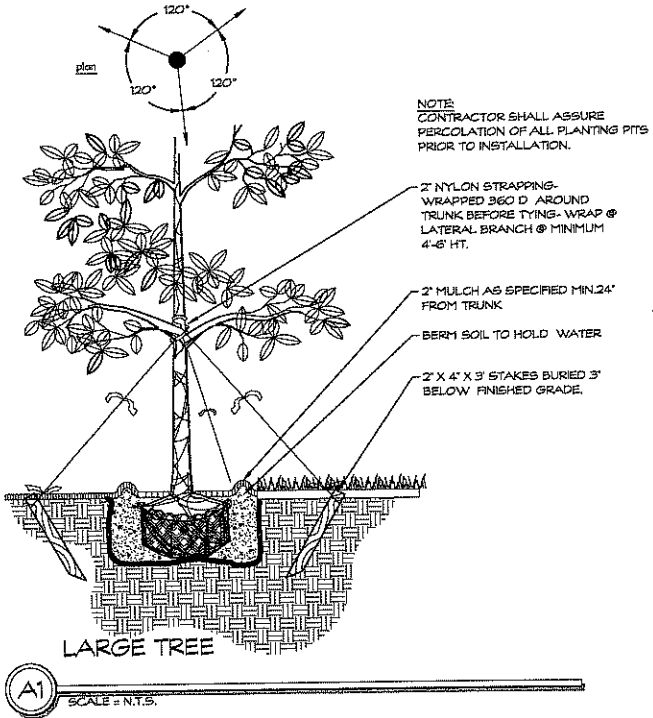 120°
plan
120°
120°
NOTE:
CONTRACTOR SHALL ASSURE
PERCOLATION OF ALL PLANTING PITS
PRIOR TO INSTALLATION.
2" NYLON STRAPPING-
WRAPPED 360 D AROUND
TRUNK BEFORE TYING- WRAP @
LATERAL BRANCH @ MINIMUM
4'-6' HT.
2" MULCH AS SPECIFIED MIN.24"
FROM TRUNK
BERM SOIL TO HOLD WATER
2" X 4" X 3' STAKES BURIED 3"
BELOW FINISHED GRADE.
LARGE TREE
A1
SCALE = N.T.S.